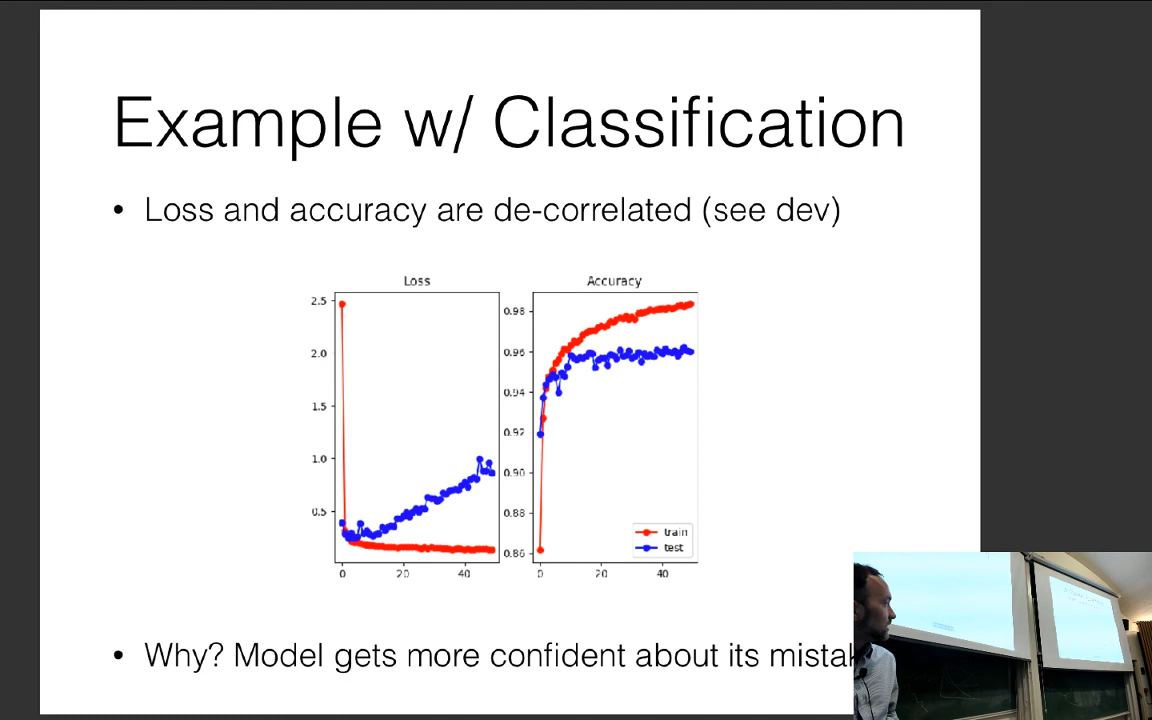 Example w/ Classification
• Loss and accuracy are de-correlated (see dev)
Loss
2.5
2.0
1.5
1.0
0.5
0 20 40
Accuracy
0.98
0.96
0.94
0.92
0.90
0.88
0.86
0 20 40
train
test
• Why? Model gets more confident about its